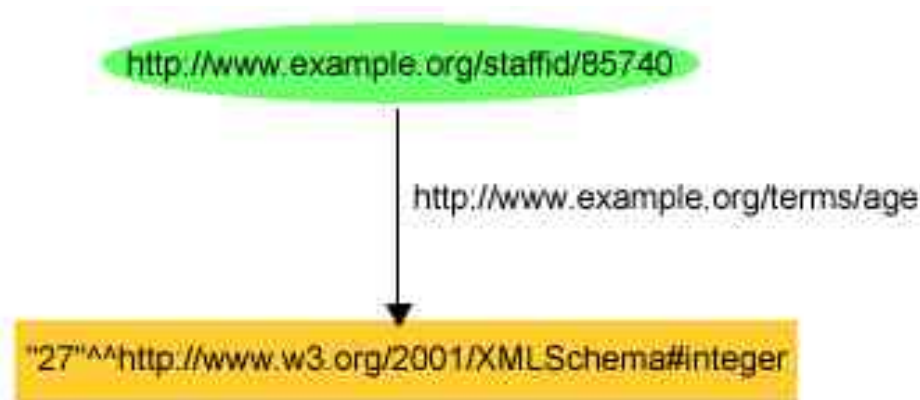 http://www.example.org/staffid/85740
http://www.example.org/terms/age
"27"^^http://www.w3.org/2001/XMLSchema#integer